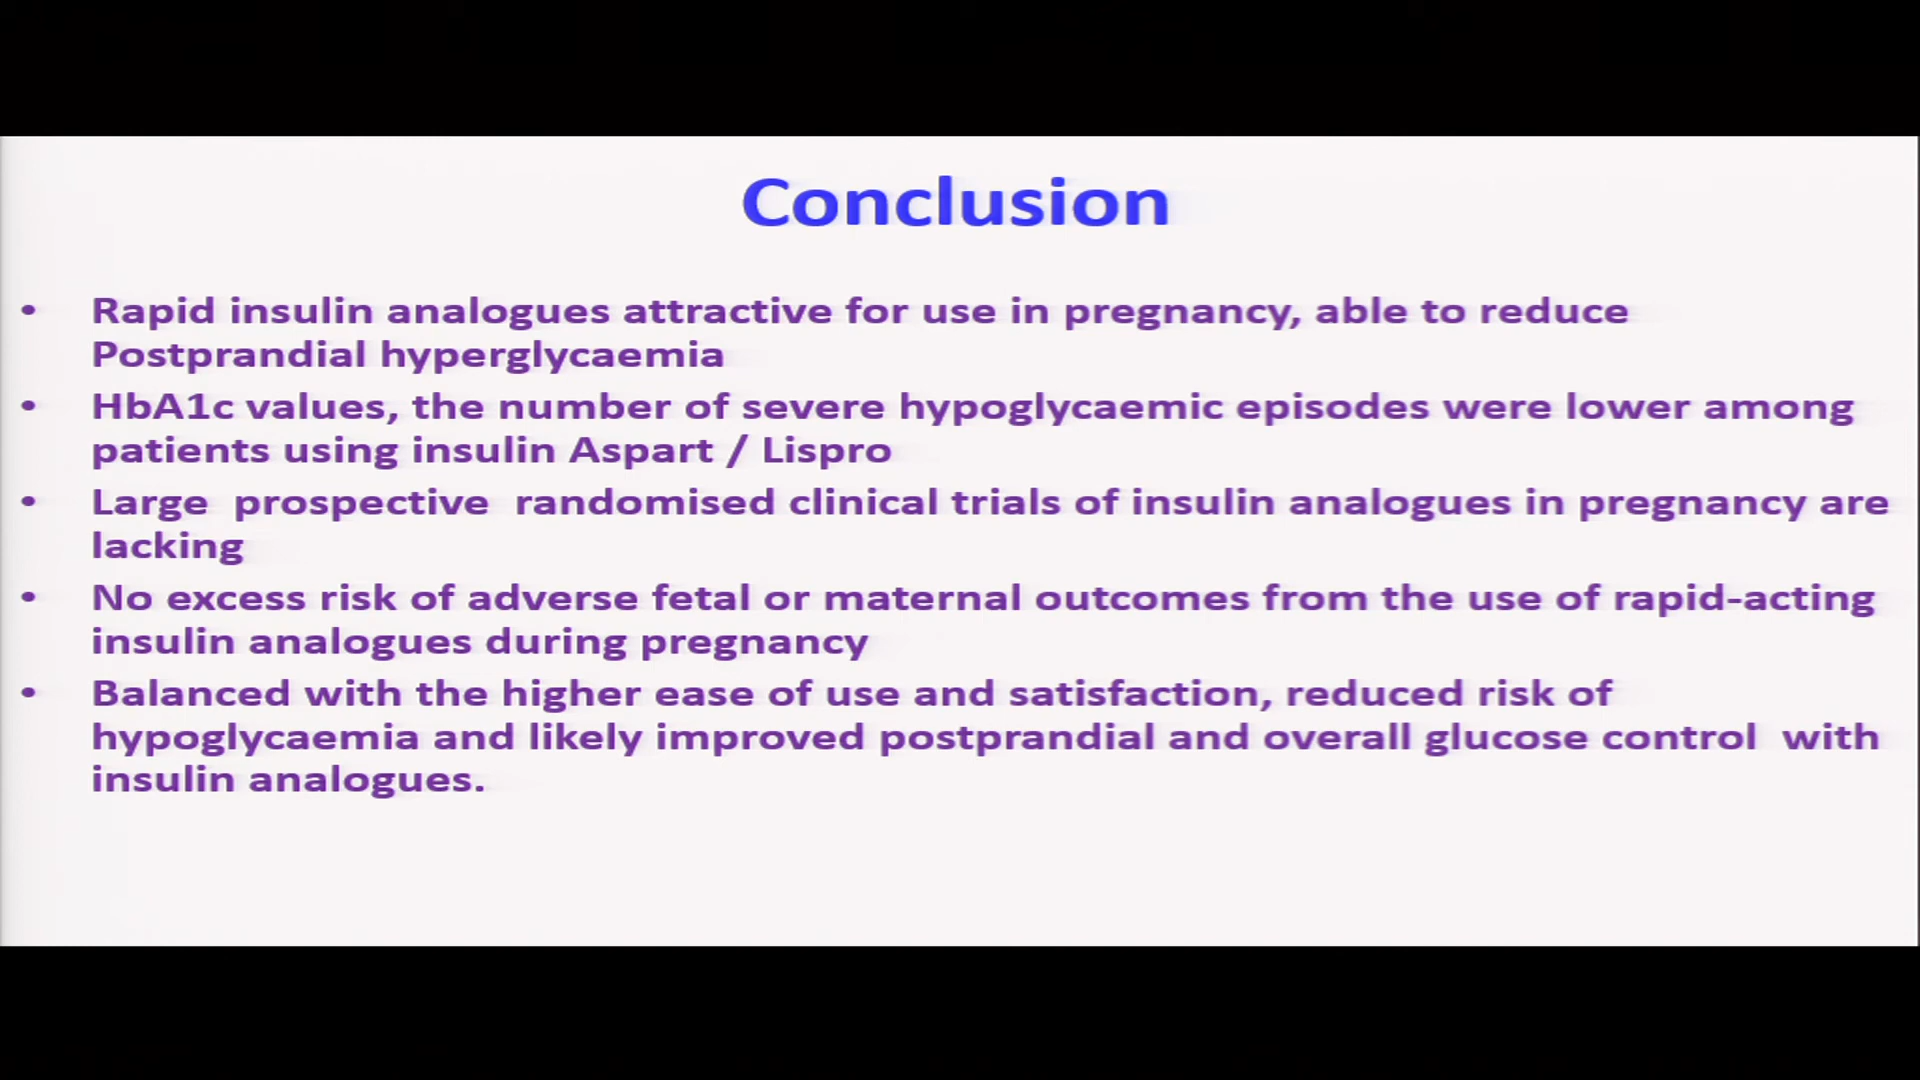 Conclusion
• Rapid insulin analogues attractive for use in pregnancy, able to reduce
Postprandial hyperglycaemia
• HbA1c values, the number of severe hypoglycaemic episodes were lower among
patients using insulin Aspart / Lispro
• Large prospective randomised clinical trials of insulin analogues in pregnancy are
lacking
• No excess risk of adverse fetal or maternal outcomes from the use of rapid-acting
insulin analogues during pregnancy
• Balanced with the higher ease of use and satisfaction, reduced risk of
hypoglycaemia and likely improved postprandial and overall glucose control with
insulin analogues.